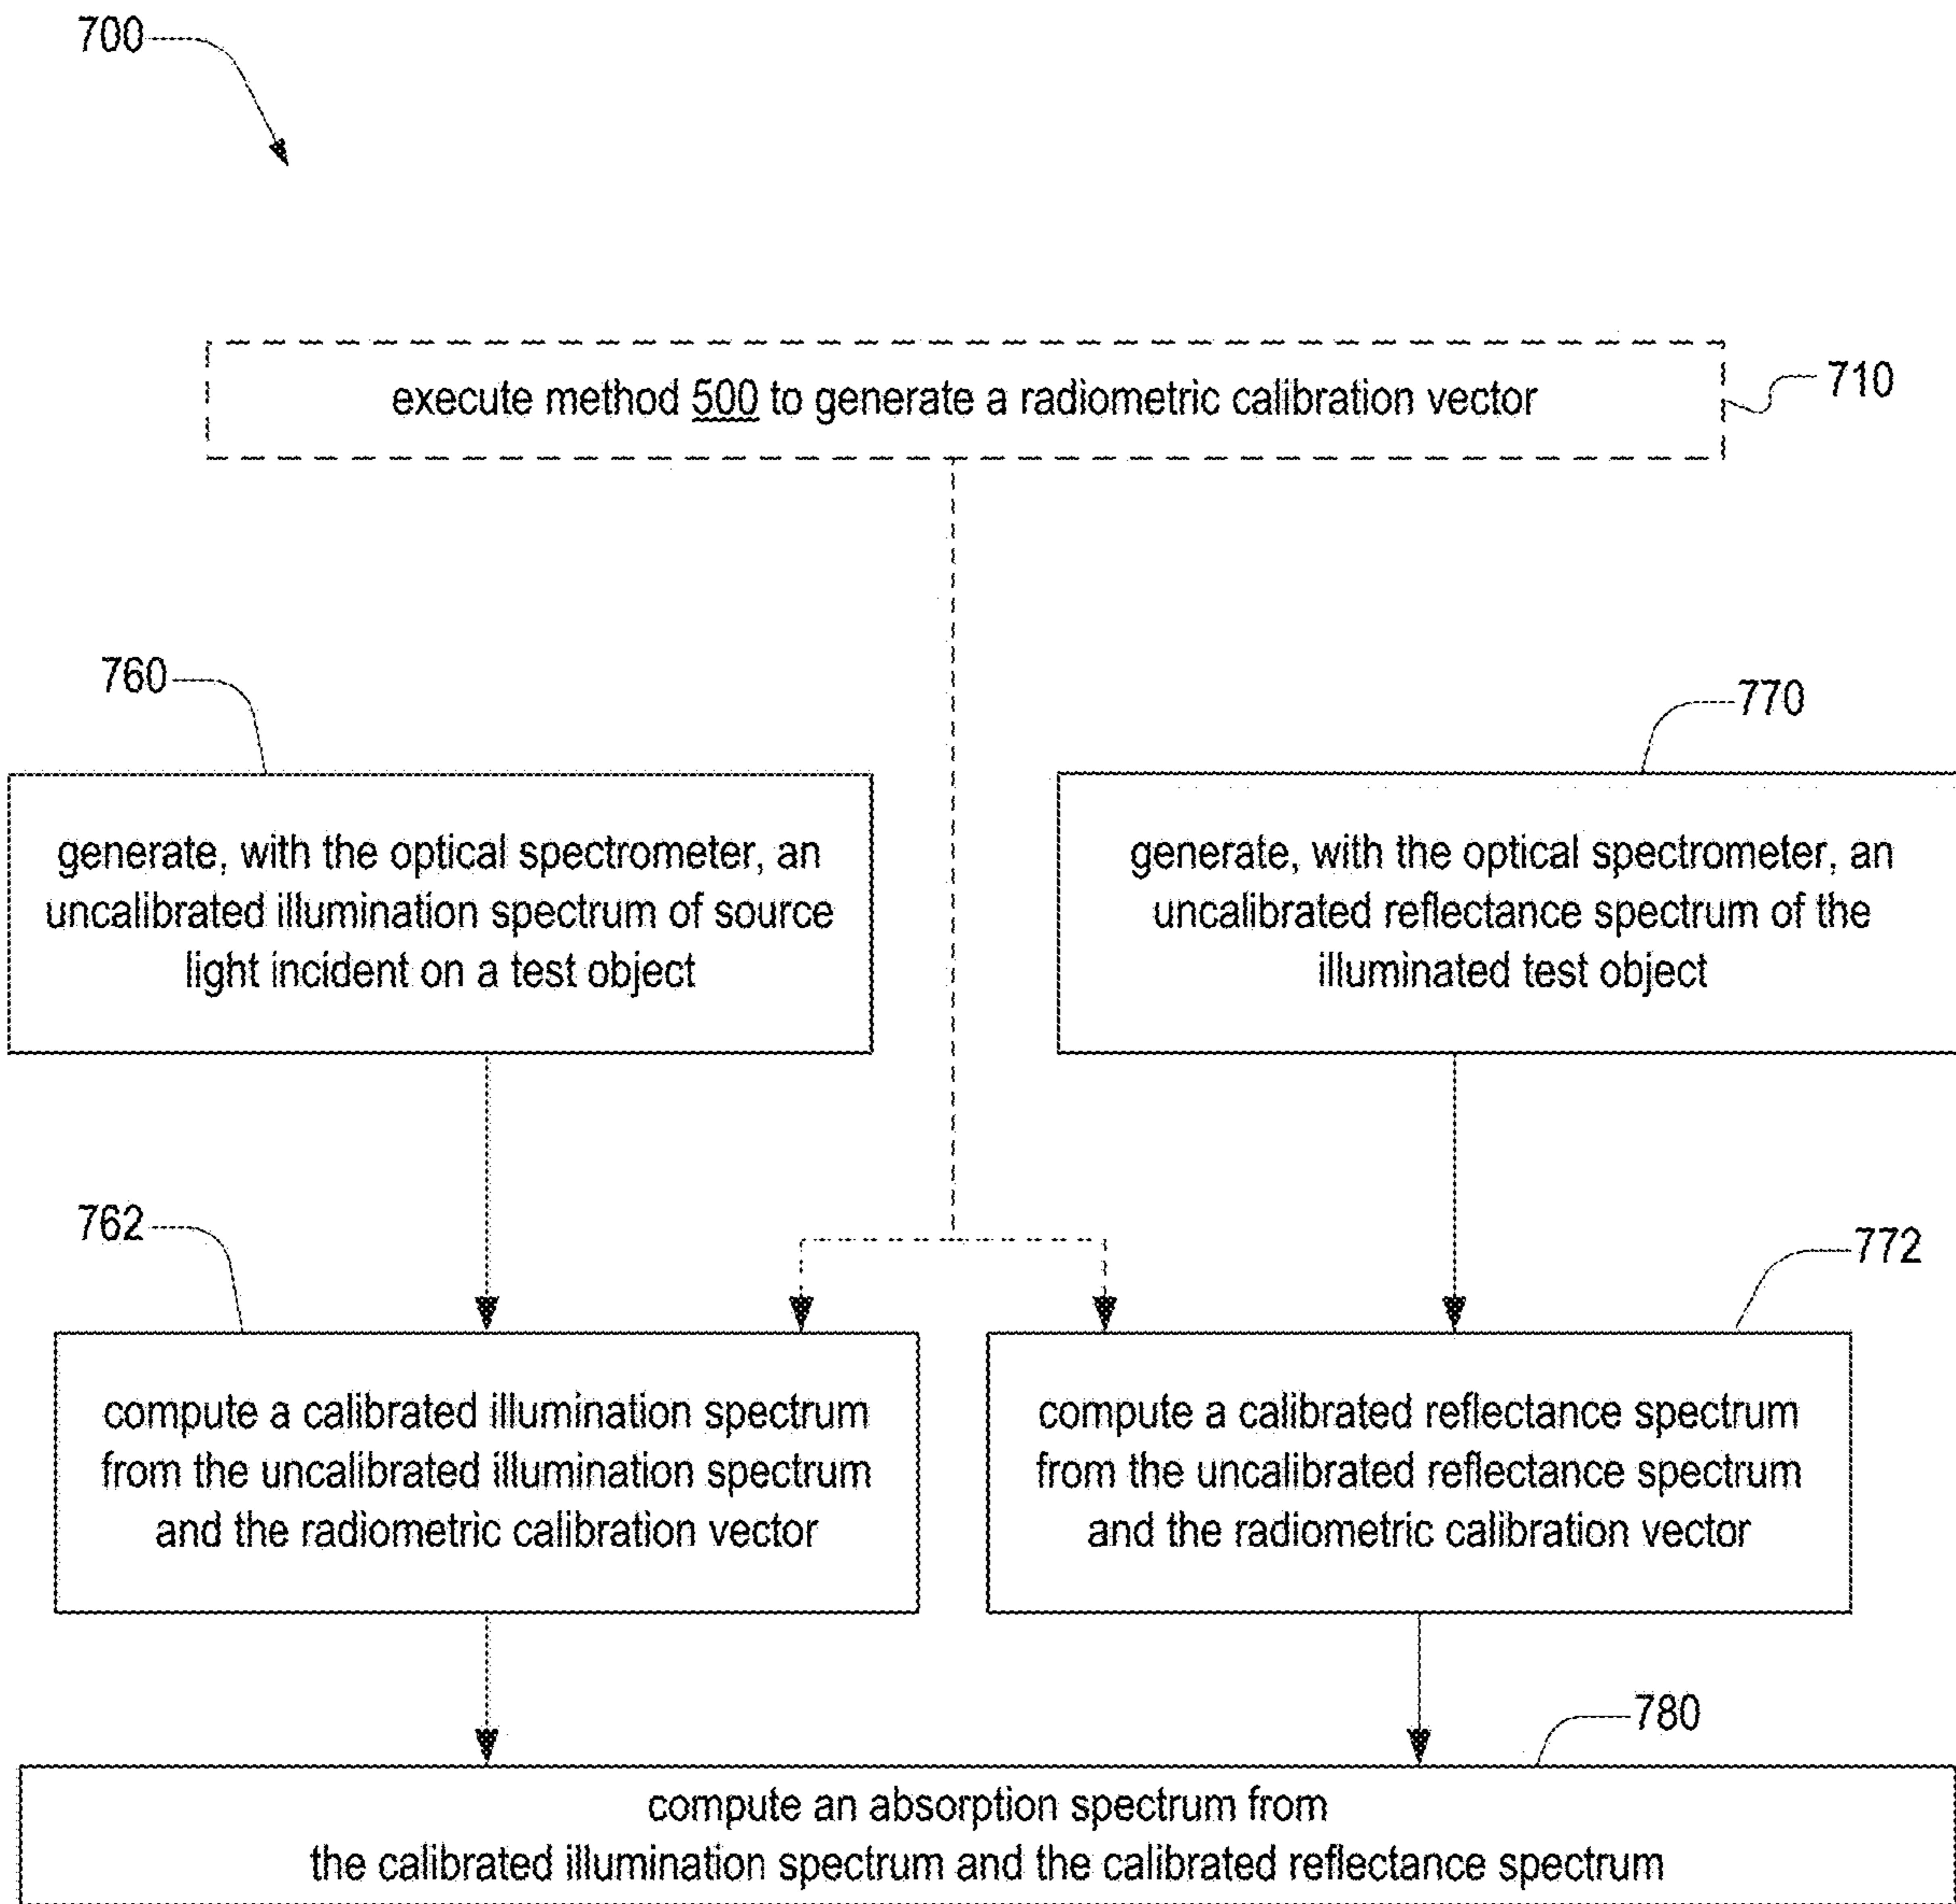 700
execute method 500 to generate a radiometric calibration vector
710
760
770
generate, with the optical spectrometer, an
uncalibrated illumination spectrum of source
light incident on a test object
generate, with the optical spectrometer, an
uncalibrated reflectance spectrum of the
illuminated test object
762
772
compute a calibrated illumination spectrum
from the uncalibrated illumination spectrum
and the radiometric calibration vector
compute a calibrated reflectance spectrum
from the uncalibrated reflectance spectrum
and the radiometric calibration vector
780
compute an absorption spectrum from
the calibrated illumination spectrum and the calibrated reflectance spectrum